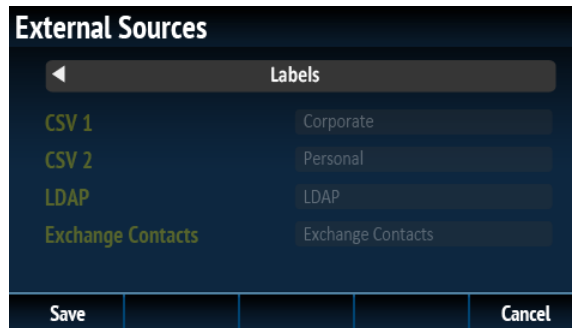 External Sources
Labels
CSV 1 Corporate
CSV 2 Personal
LDAP LDAP
Exchange Contacts Exchange Contacts
Save Cancel